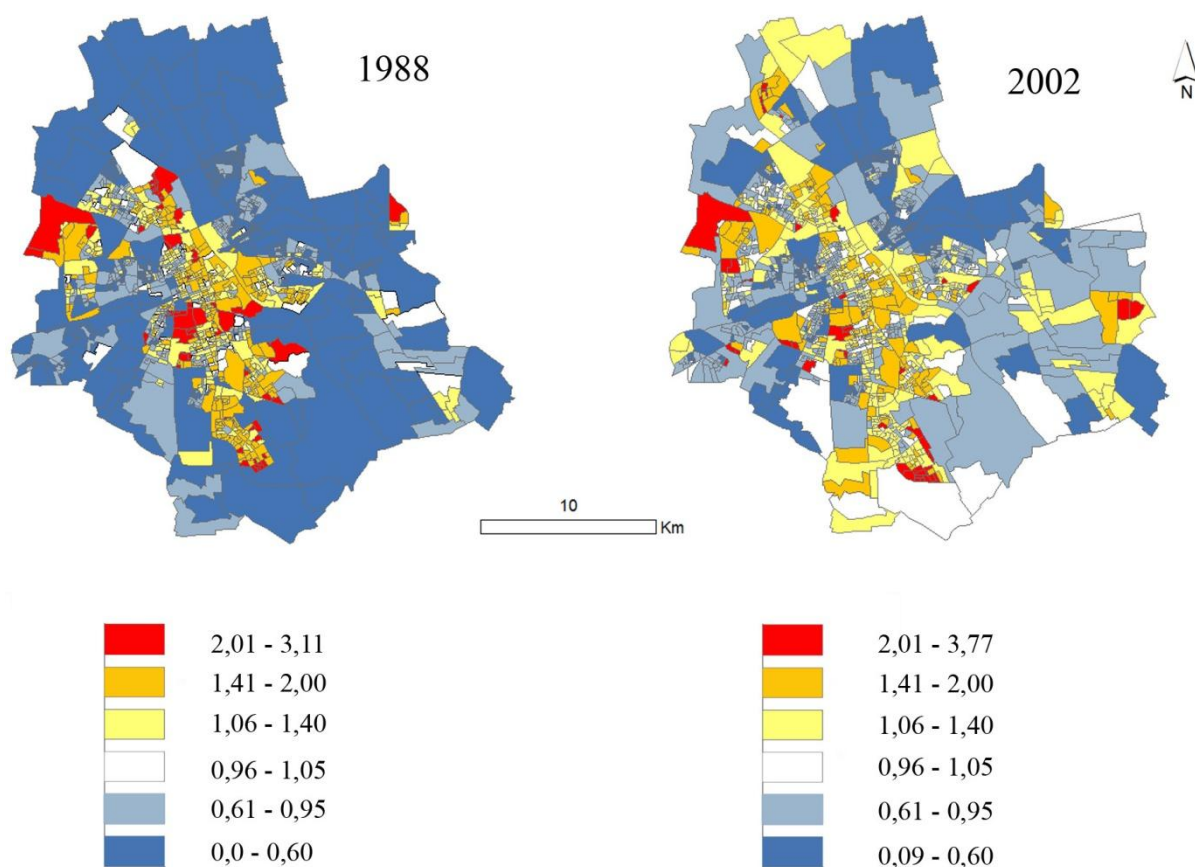 1988
2002
N
10
Km
2,01 - 3,11
1,41 - 2,00
1,06 - 1,40
0,96 - 1,05
0,61 - 0,95
0,0 - 0,60
2,01 - 3,77
1,41 - 2,00
1,06 - 1,40
0,96 - 1,05
0,61 - 0,95
0,09 - 0,60